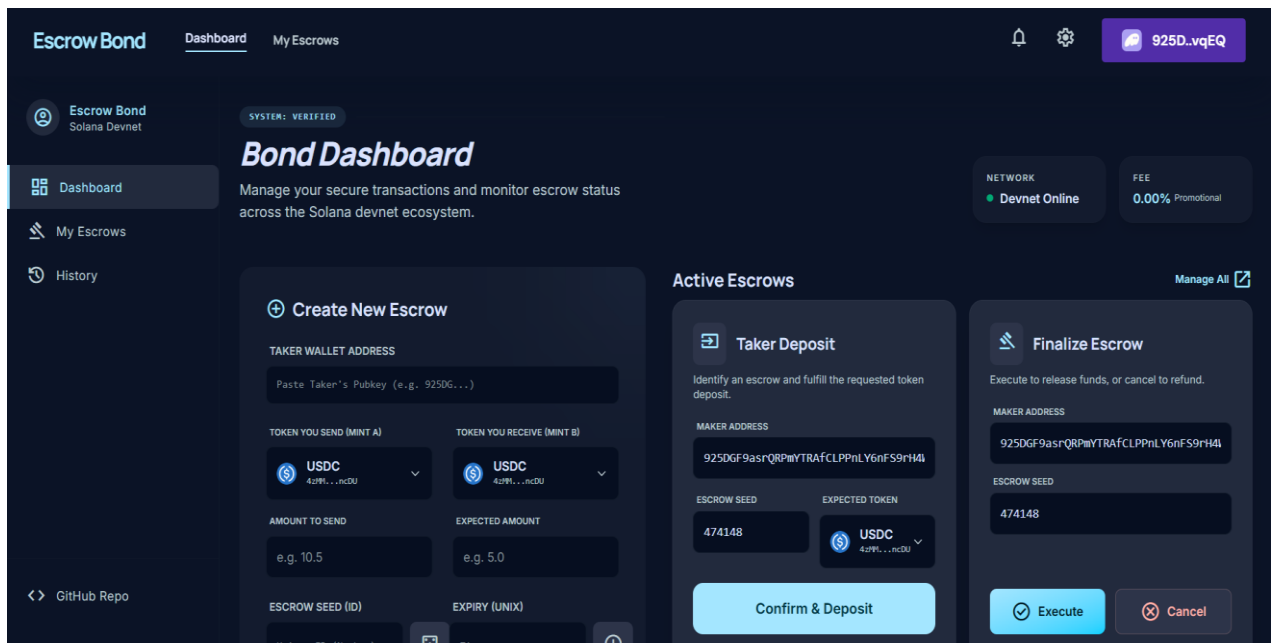 Escrow Bond
Dashboard
My Escrows
925D..vqEQ
Escrow Bond
Solana Devnet
Dashboard
My Escrows
History
GitHub Repo
SYSTEM: VERIFIED
Bond Dashboard
Manage your secure transactions and monitor escrow status
across the Solana devnet ecosystem.
NETWORK
Devnet Online
FEE
0.00% Promotional
Create New Escrow
TAKER WALLET ADDRESS
Paste Taker's Pubkey (e.g. 925DG...)
TOKEN YOU SEND (MINT A)
TOKEN YOU RECEIVE (MINT B)
USDC
4zMM...ncDU
USDC
4zMM...ncDU
AMOUNT TO SEND
EXPECTED AMOUNT
e.g. 10.5
e.g. 5.0
ESCROW SEED (ID)
EXPIRY (UNIX)
Active Escrows
Manage All
Taker Deposit
Identify an escrow and fulfill the requested token
deposit.
MAKER ADDRESS
925DGF9asrQRPmYTRAfCLPPnLY6nFS9rH4
ESCROW SEED
EXPECTED TOKEN
474148
USDC
4zMM...ncDU
Confirm & Deposit
Finalize Escrow
Execute to release funds, or cancel to refund.
MAKER ADDRESS
925DGF9asrQRPmYTRAfCLPPnLY6nFS9rH4
ESCROW SEED
474148
Execute
Cancel